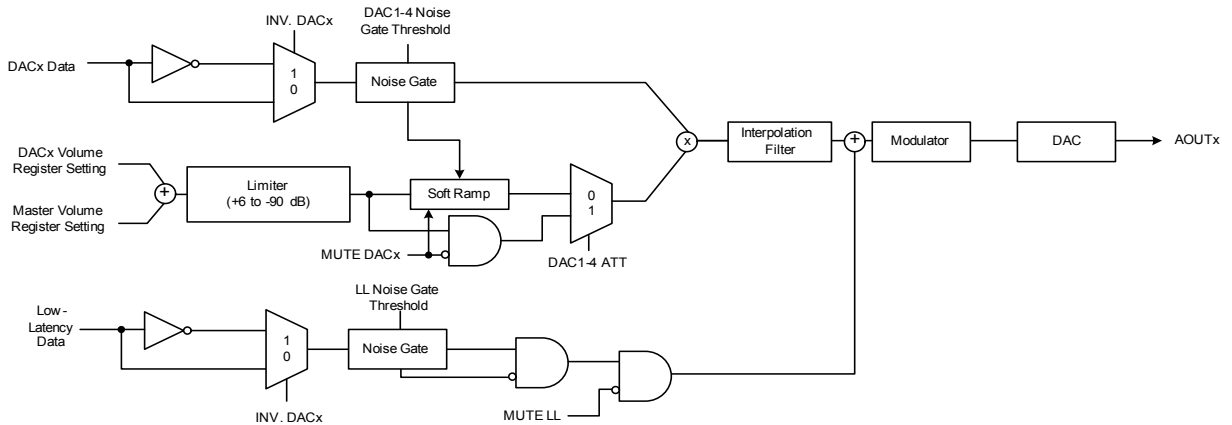 INV. DACx
DAC1-4 Noise
Gate Threshold
DACx Data
1
0
Noise Gate
x
Interpolation
Filter
+
Modulator
DAC
AOUTx
DACx Volume
Register Setting
+
Master Volume
Register Setting
Limiter
(+6 to -90 dB)
Soft Ramp
0
1
MUTE DACx
DAC1-4 ATT
LL Noise Gate
Threshold
Low-
Latency
Data
1
0
Noise Gate
MUTE LL
INV. DACx